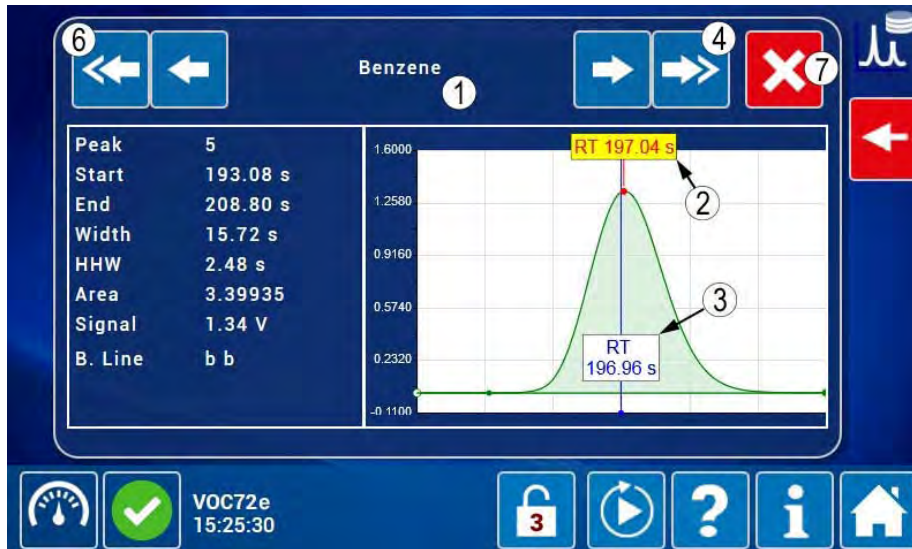 6
4
7
Benzene
1
Peak 5
Start 193.08 s
End 208.80 s
Width 15.72 s
HHW 2.48 s
Area 3.39935
Signal 1.34 V
B. Line b b
1.6000
1.2580
0.9160
0.5740
0.2320
-0.1100
RT 197.04 s
2
3
RT
196.96 s
VOC72e
15:25:30
3
?
i